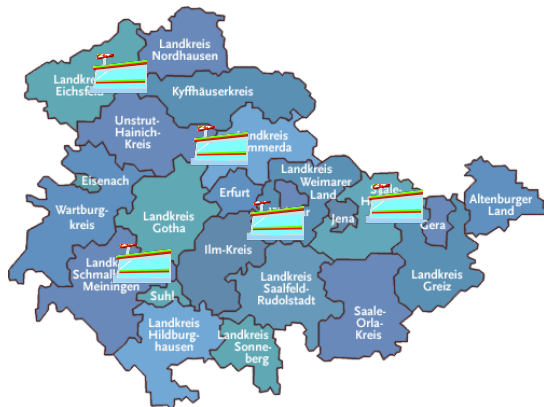 Landkreis
Nordhausen
Eichsfeld
Kyffhäuserkreis
Unstrut-
Hainich-
Kreis
Landkreis
Weimarer
Land
Eisenach
Erfurt
Altenburger
Land
Wartburg-
kreis
Landkreis
Gotha
Jena
Gera
Ilm-Kreis
Meiningen
Landkreis
Saalfeld-
Rudolstadt
Landkreis
Greiz
Suhl
Saale-
Orla-
Kreis
Landkreis
Hildburg-
hausen
Landkreis
Sonne-
berg